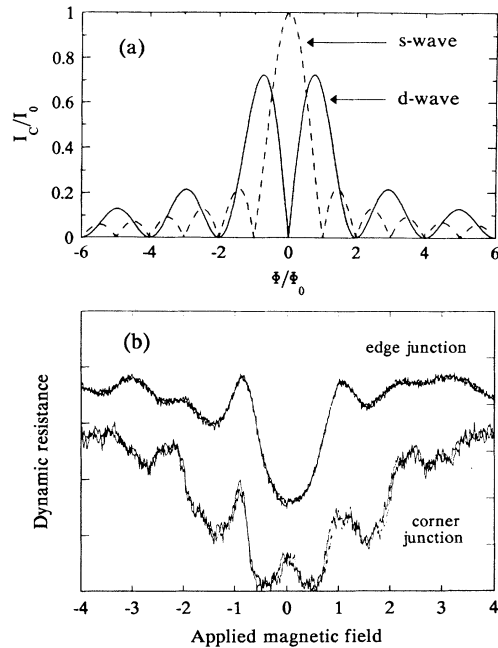 (a)
s-wave
d-wave
I_C/I_0
1
0.8
0.6
0.4
0.2
0
-6 -4 -2 0 2 4 6
Φ/Φ_0
(b)
edge junction
corner
junction
Dynamic resistance
-4 -3 -2 -1 0 1 2 3 4
Applied magnetic field